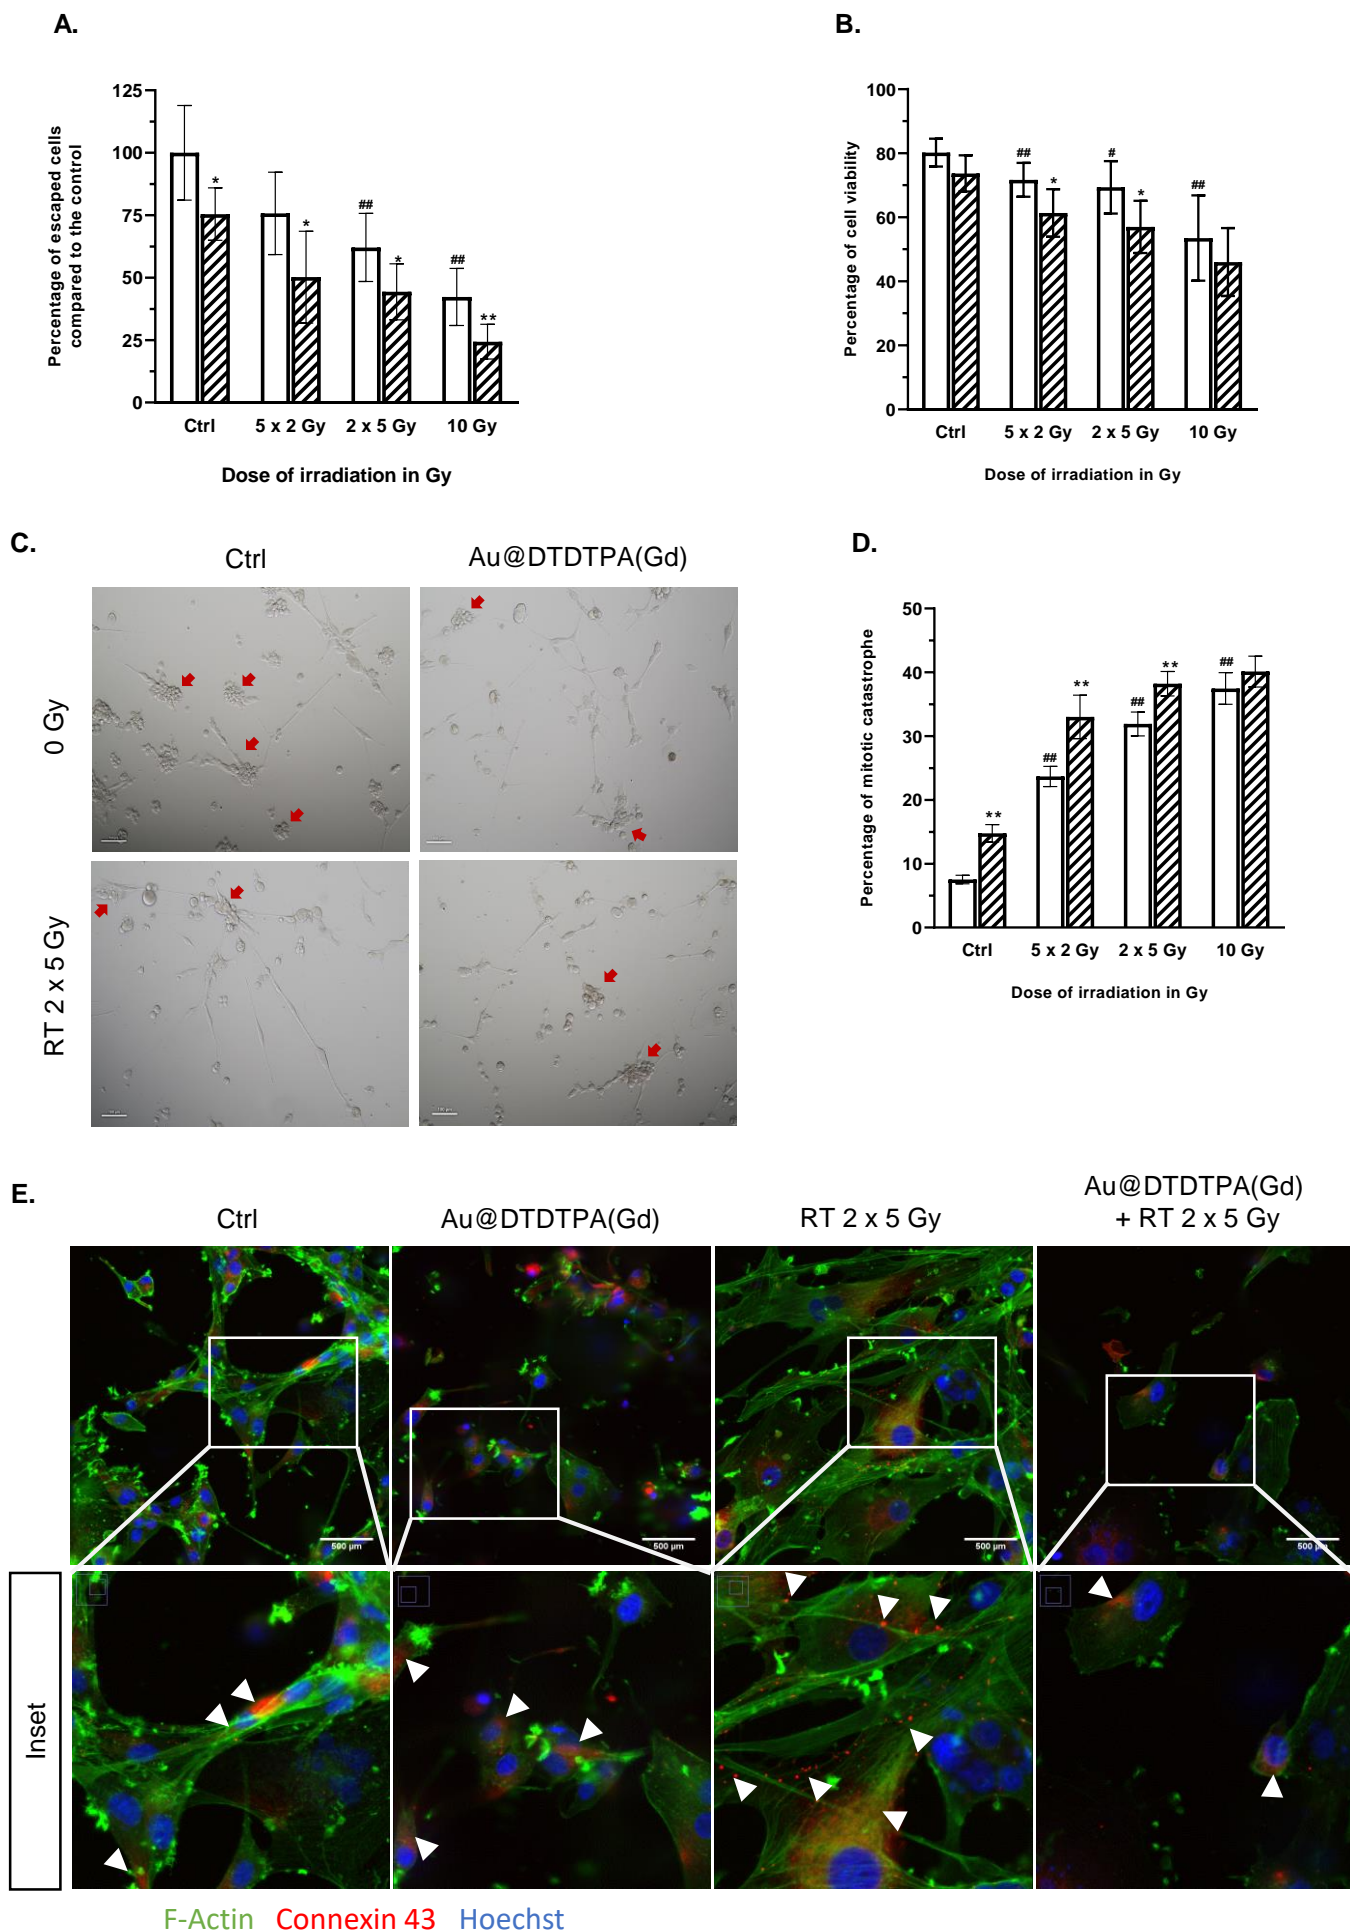 A.
Percentage of escaped cells
compared to the control
125
100
75
50
25
0
*
*
##
*
##
**
Ctrl
5 x 2 Gy
2 x 5 Gy
10 Gy
Dose of irradiation in Gy
B.
Percentage of cell viability
100
80
60
40
20
0
##
*
#
*
##
Ctrl
5 x 2 Gy
2 x 5 Gy
10 Gy
Dose of irradiation in Gy
C.
Ctrl
Au@DTDTPA(Gd)
0 Gy
RT 2 x 5 Gy
100 µm
D.
Percentage of mitotic catastrophe
50
40
30
20
10
0
**
##
**
##
**
##
Ctrl
5 x 2 Gy
2 x 5 Gy
10 Gy
Dose of irradiation in Gy
E.
Ctrl
Au@DTDTPA(Gd)
RT 2 x 5 Gy
Au@DTDTPA(Gd)
+ RT 2 x 5 Gy
500 µm
500 µm
500 µm
500 µm
Inset
F-Actin Connexin 43 Hoechst